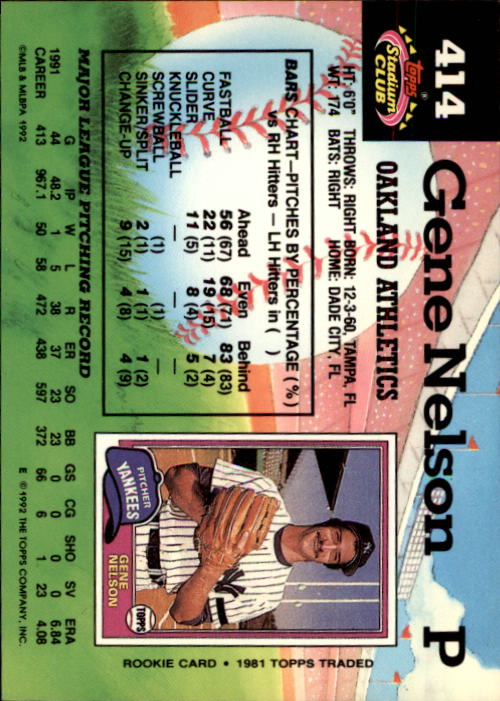 414
Topps®
Stadium
CLUB
Gene Nelson P
OAKLAND ATHLETICS
HT: 6'0" THROWS: RIGHT BORN: 12-3-60, TAMPA, FL
WT: 174 BATS: RIGHT HOME: DADE CITY, FL
BARS CHART—PITCHES BY PERCENTAGE (%)
vs RH Hitters – LH Hitters in ( )
Ahead Even Behind
FASTBALL 56 (67) 68 (71) 83 (83)
CURVE 22 (11) 19 (15) 7 (4)
SLIDER 11 (5) 8 (4) 5 (2)
KNUCKLEBALL — — —
SCREWBALL (1) (1) —
SINKER/SPLIT 2 (1) 1 (1) 1 (2)
CHANGE-UP 9 (15) 4 (8) 4 (9)
PITCHER
YANKEES
GENE
NELSON
TOPPS
ROOKIE CARD • 1981 TOPPS TRADED
MAJOR LEAGUE PITCHING RECORD
G IP W L R ER SO BB GS CG SHO SV ERA
1991 44 48.2 1 5 38 37 23 23 0 0 0 0 6.84
CAREER 413 967.1 50 58 472 438 597 372 66 6 1 23 4.08
©MLB & MLBPA 1992
E ©1992 THE TOPPS COMPANY, INC.